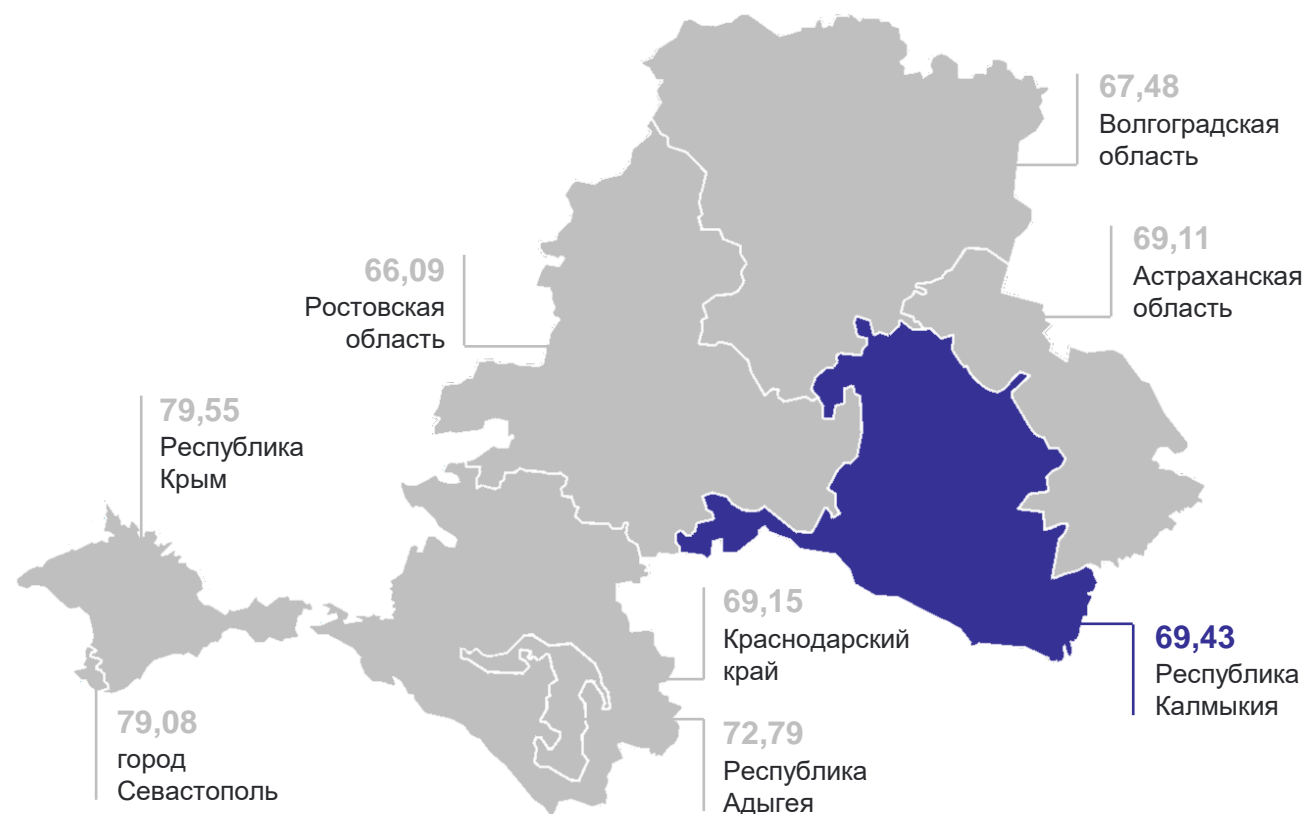 67,48
Волгоградская
область
69,11
Астраханская
область
66,09
Ростовская
область
79,55
Республика
Крым
69,15
Краснодарский
край
69,43
Республика
Калмыкия
79,08
город
Севастополь
72,79
Республика
Адыгея